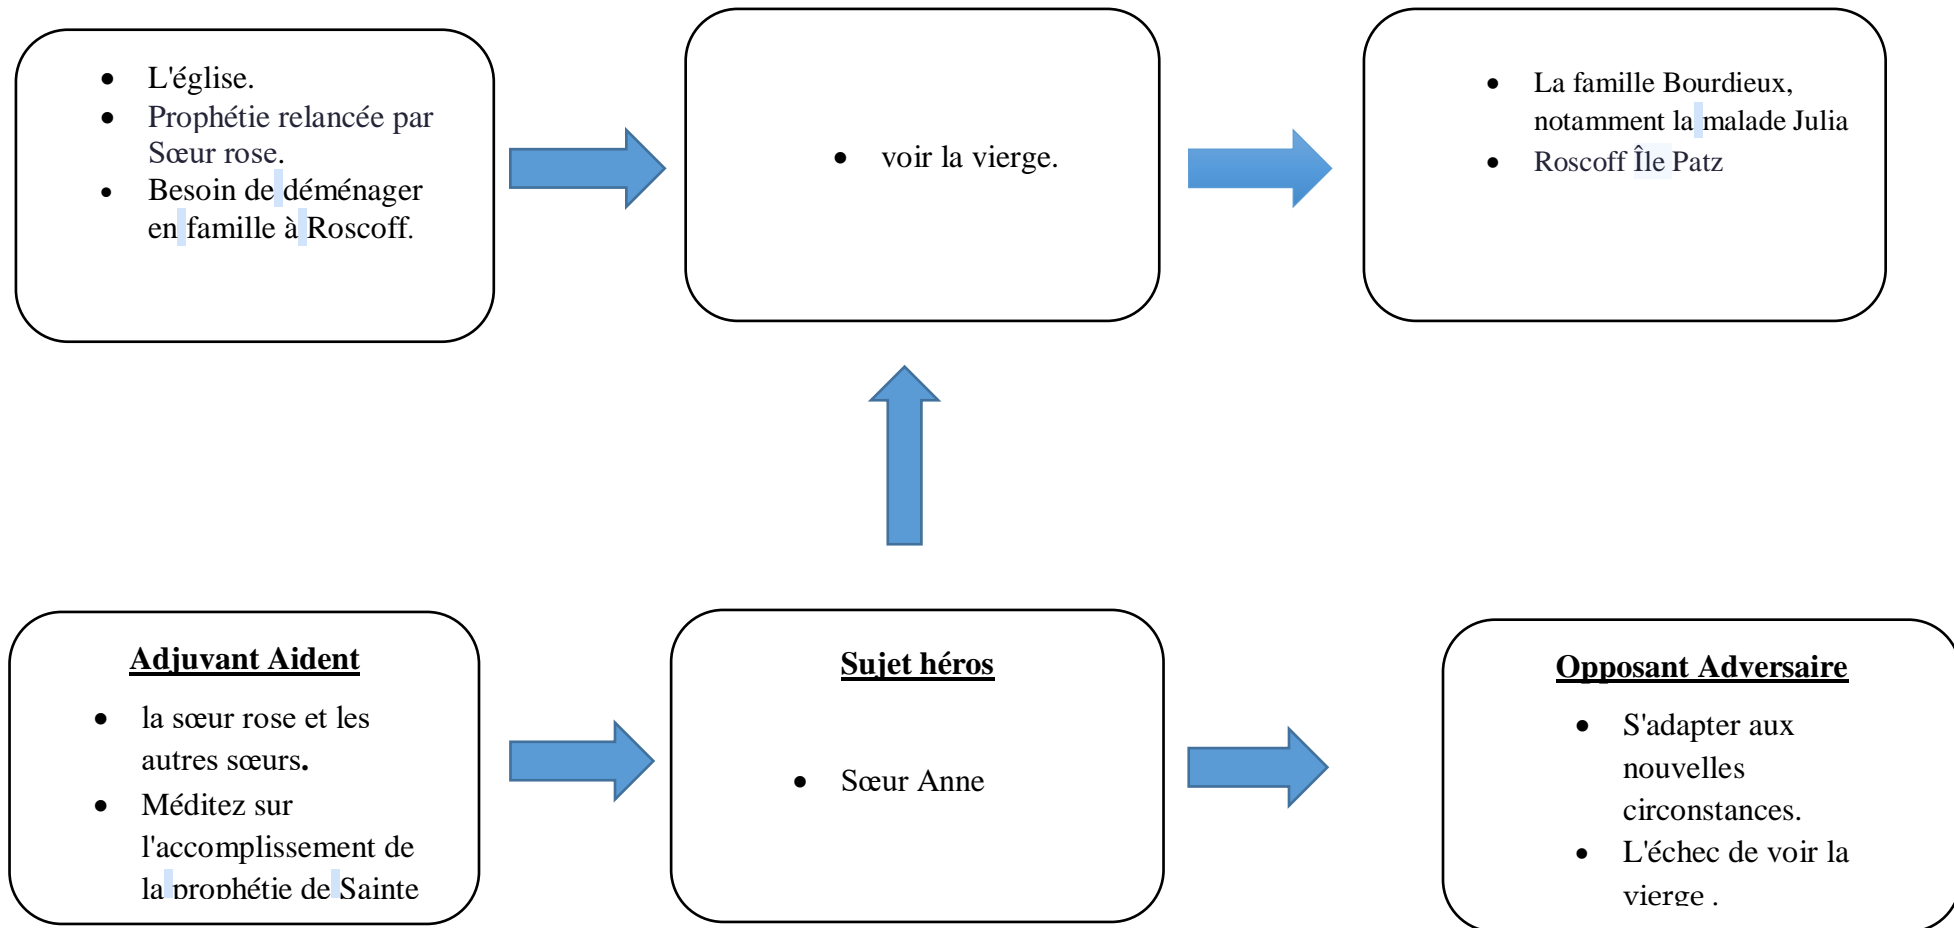 L'église.
Prophétie relancée par
Sœur rose.
Besoin de déménager
en famille à Roscoff.
voir la vierge.
La famille Bourdieux,
notamment la malade Julia
Roscoff Île Patz
Adjuvant Aident
la sœur rose et les
autres sœurs.
Méditez sur
l'accomplissement de
la prophétie de Sainte
Sujet héros
Sœur Anne
Opposant Adversaire
S'adapter aux
nouvelles
circonstances.
L'échec de voir la
vierge .